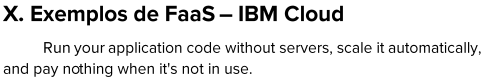 X. Exemplos de FaaS – IBM Cloud
Run your application code without servers, scale it automatically,
and pay nothing when it's not in use.